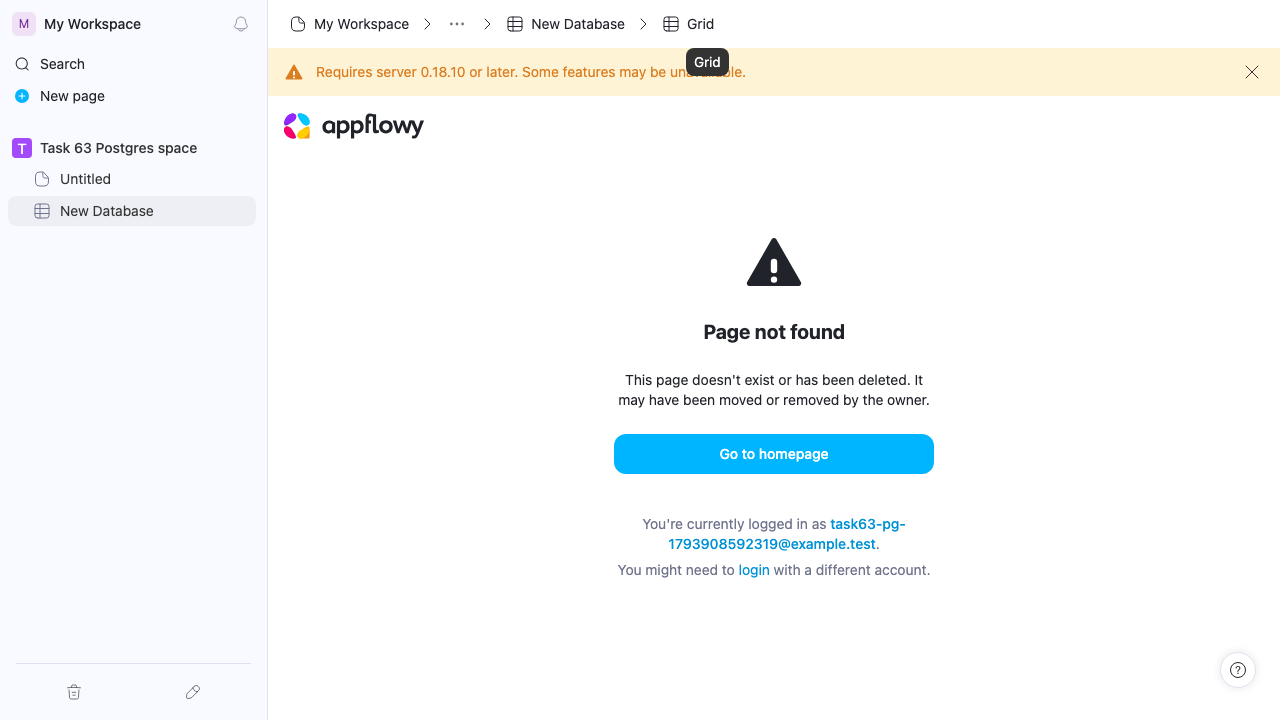 M My Workspace
Search
New page
T Task 63 Postgres space
Untitled
New Database
My Workspace > ··· > New Database > Grid
Grid
Requires server 0.18.10 or later. Some features may be
appflowy
Page not found
This page doesn't exist or has been deleted. It
may have been moved or removed by the owner.
Go to homepage
You're currently logged in as task63-pg-
1793908592319@example.test.
You might need to login with a different account.
?